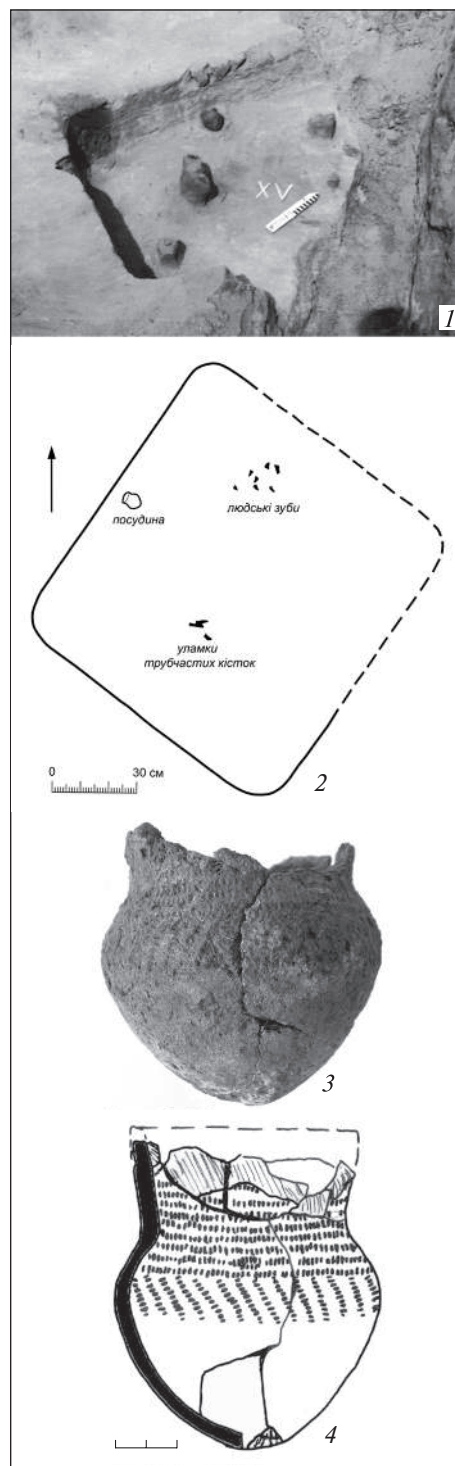 XV
1
посудина
людські зуби
уламки
трубчастих кісток
0 30 см
2
3
4